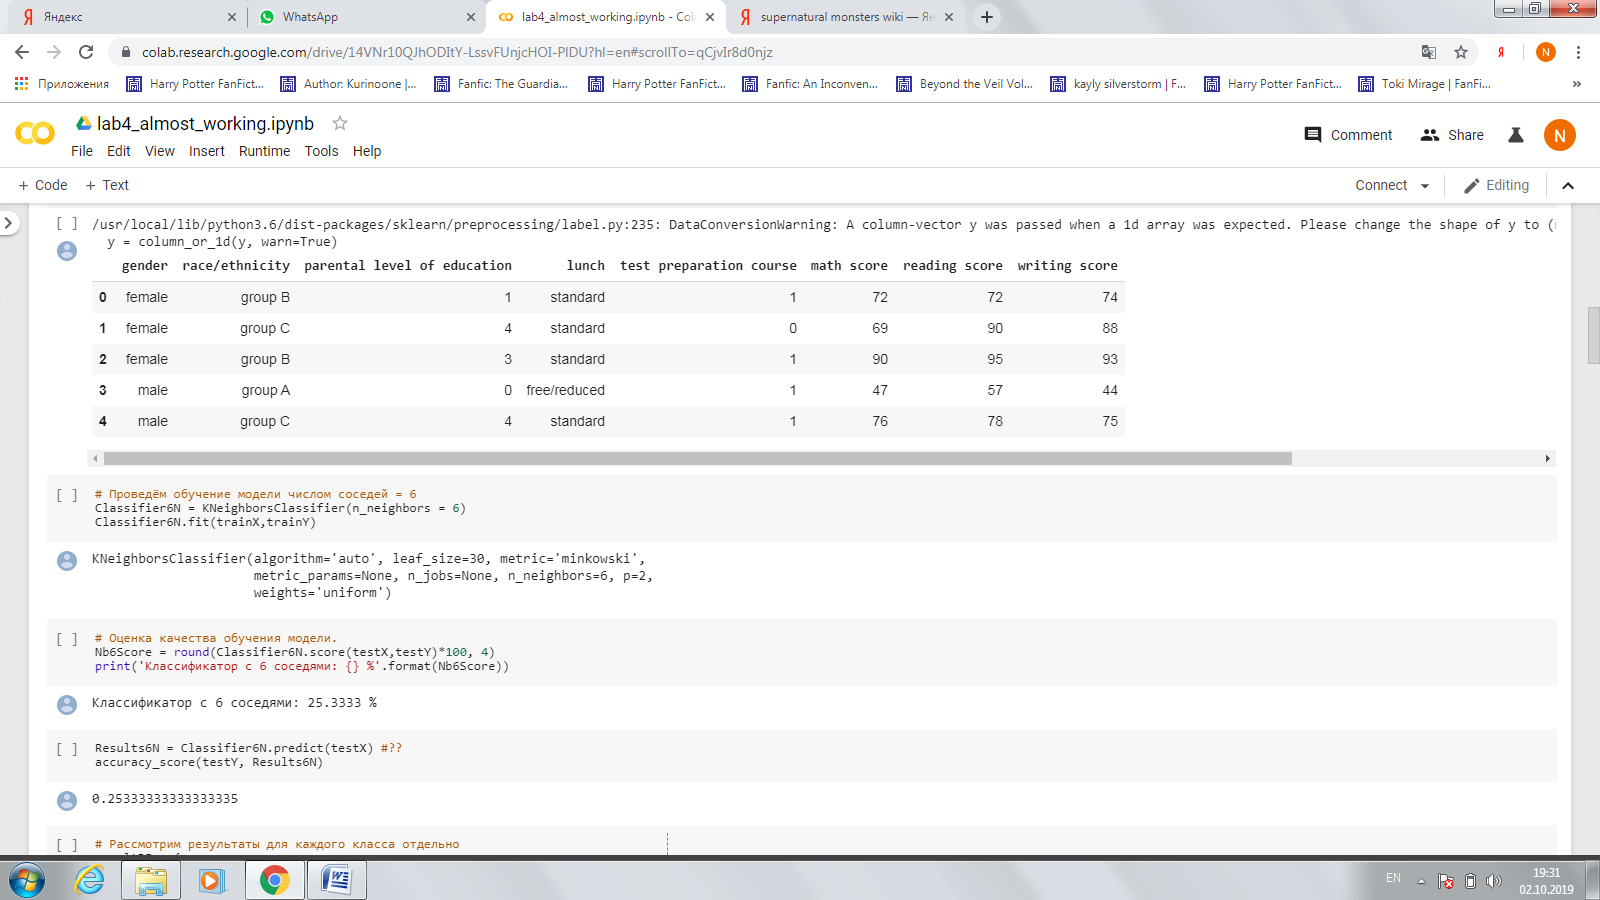 Яндекс
WhatsApp
lab4_almost_working.ipynb - Cola
supernatural monsters wiki — Ян
colab.research.google.com/drive/14VNr10QJhODItY-LssvFUnjcHOI-PIDU?hl=en#scrollTo=qCjvIr8d0njz
N
Приложения
Harry Potter FanFict...
Author: Kurinoone |...
Fanfic: The Guardia...
Harry Potter FanFict...
Fanfic: An Inconven...
Beyond the Veil Vol...
kayly silverstorm | F...
Harry Potter FanFict...
Toki Mirage | FanFi...
»
lab4_almost_working.ipynb
Comment
Share
N
File Edit View Insert Runtime Tools Help
+ Code + Text
Connect
Editing
[ ] /usr/local/lib/python3.6/dist-packages/sklearn/preprocessing/label.py:235: DataConversionWarning: A column-vector y was passed when a 1d array was expected. Please change the shape of y to (
y = column_or_1d(y, warn=True)
gender race/ethnicity parental level of education lunch test preparation course math score reading score writing score
0 female group B 1 standard 1 72 72 74
1 female group C 4 standard 0 69 90 88
2 female group B 3 standard 1 90 95 93
3 male group A 0 free/reduced 1 47 57 44
4 male group C 4 standard 1 76 78 75
[ ] # Проведём обучение модели числом соседей = 6
Classifier6N = KNeighborsClassifier(n_neighbors = 6)
Classifier6N.fit(trainX,trainY)
KNeighborsClassifier(algorithm='auto', leaf_size=30, metric='minkowski',
metric_params=None, n_jobs=None, n_neighbors=6, p=2,
weights='uniform')
[ ] # Оценка качества обучения модели.
Nb6Score = round(Classifier6N.score(testX,testY)*100, 4)
print('Классификатор с 6 соседями: {} %'.format(Nb6Score))
Классификатор с 6 соседями: 25.3333 %
[ ] Results6N = Classifier6N.predict(testX) #??
accuracy_score(testY, Results6N)
0.25333333333333335
[ ] # Рассмотрим результаты для каждого класса отдельно
EN
19:31
02.10.2019